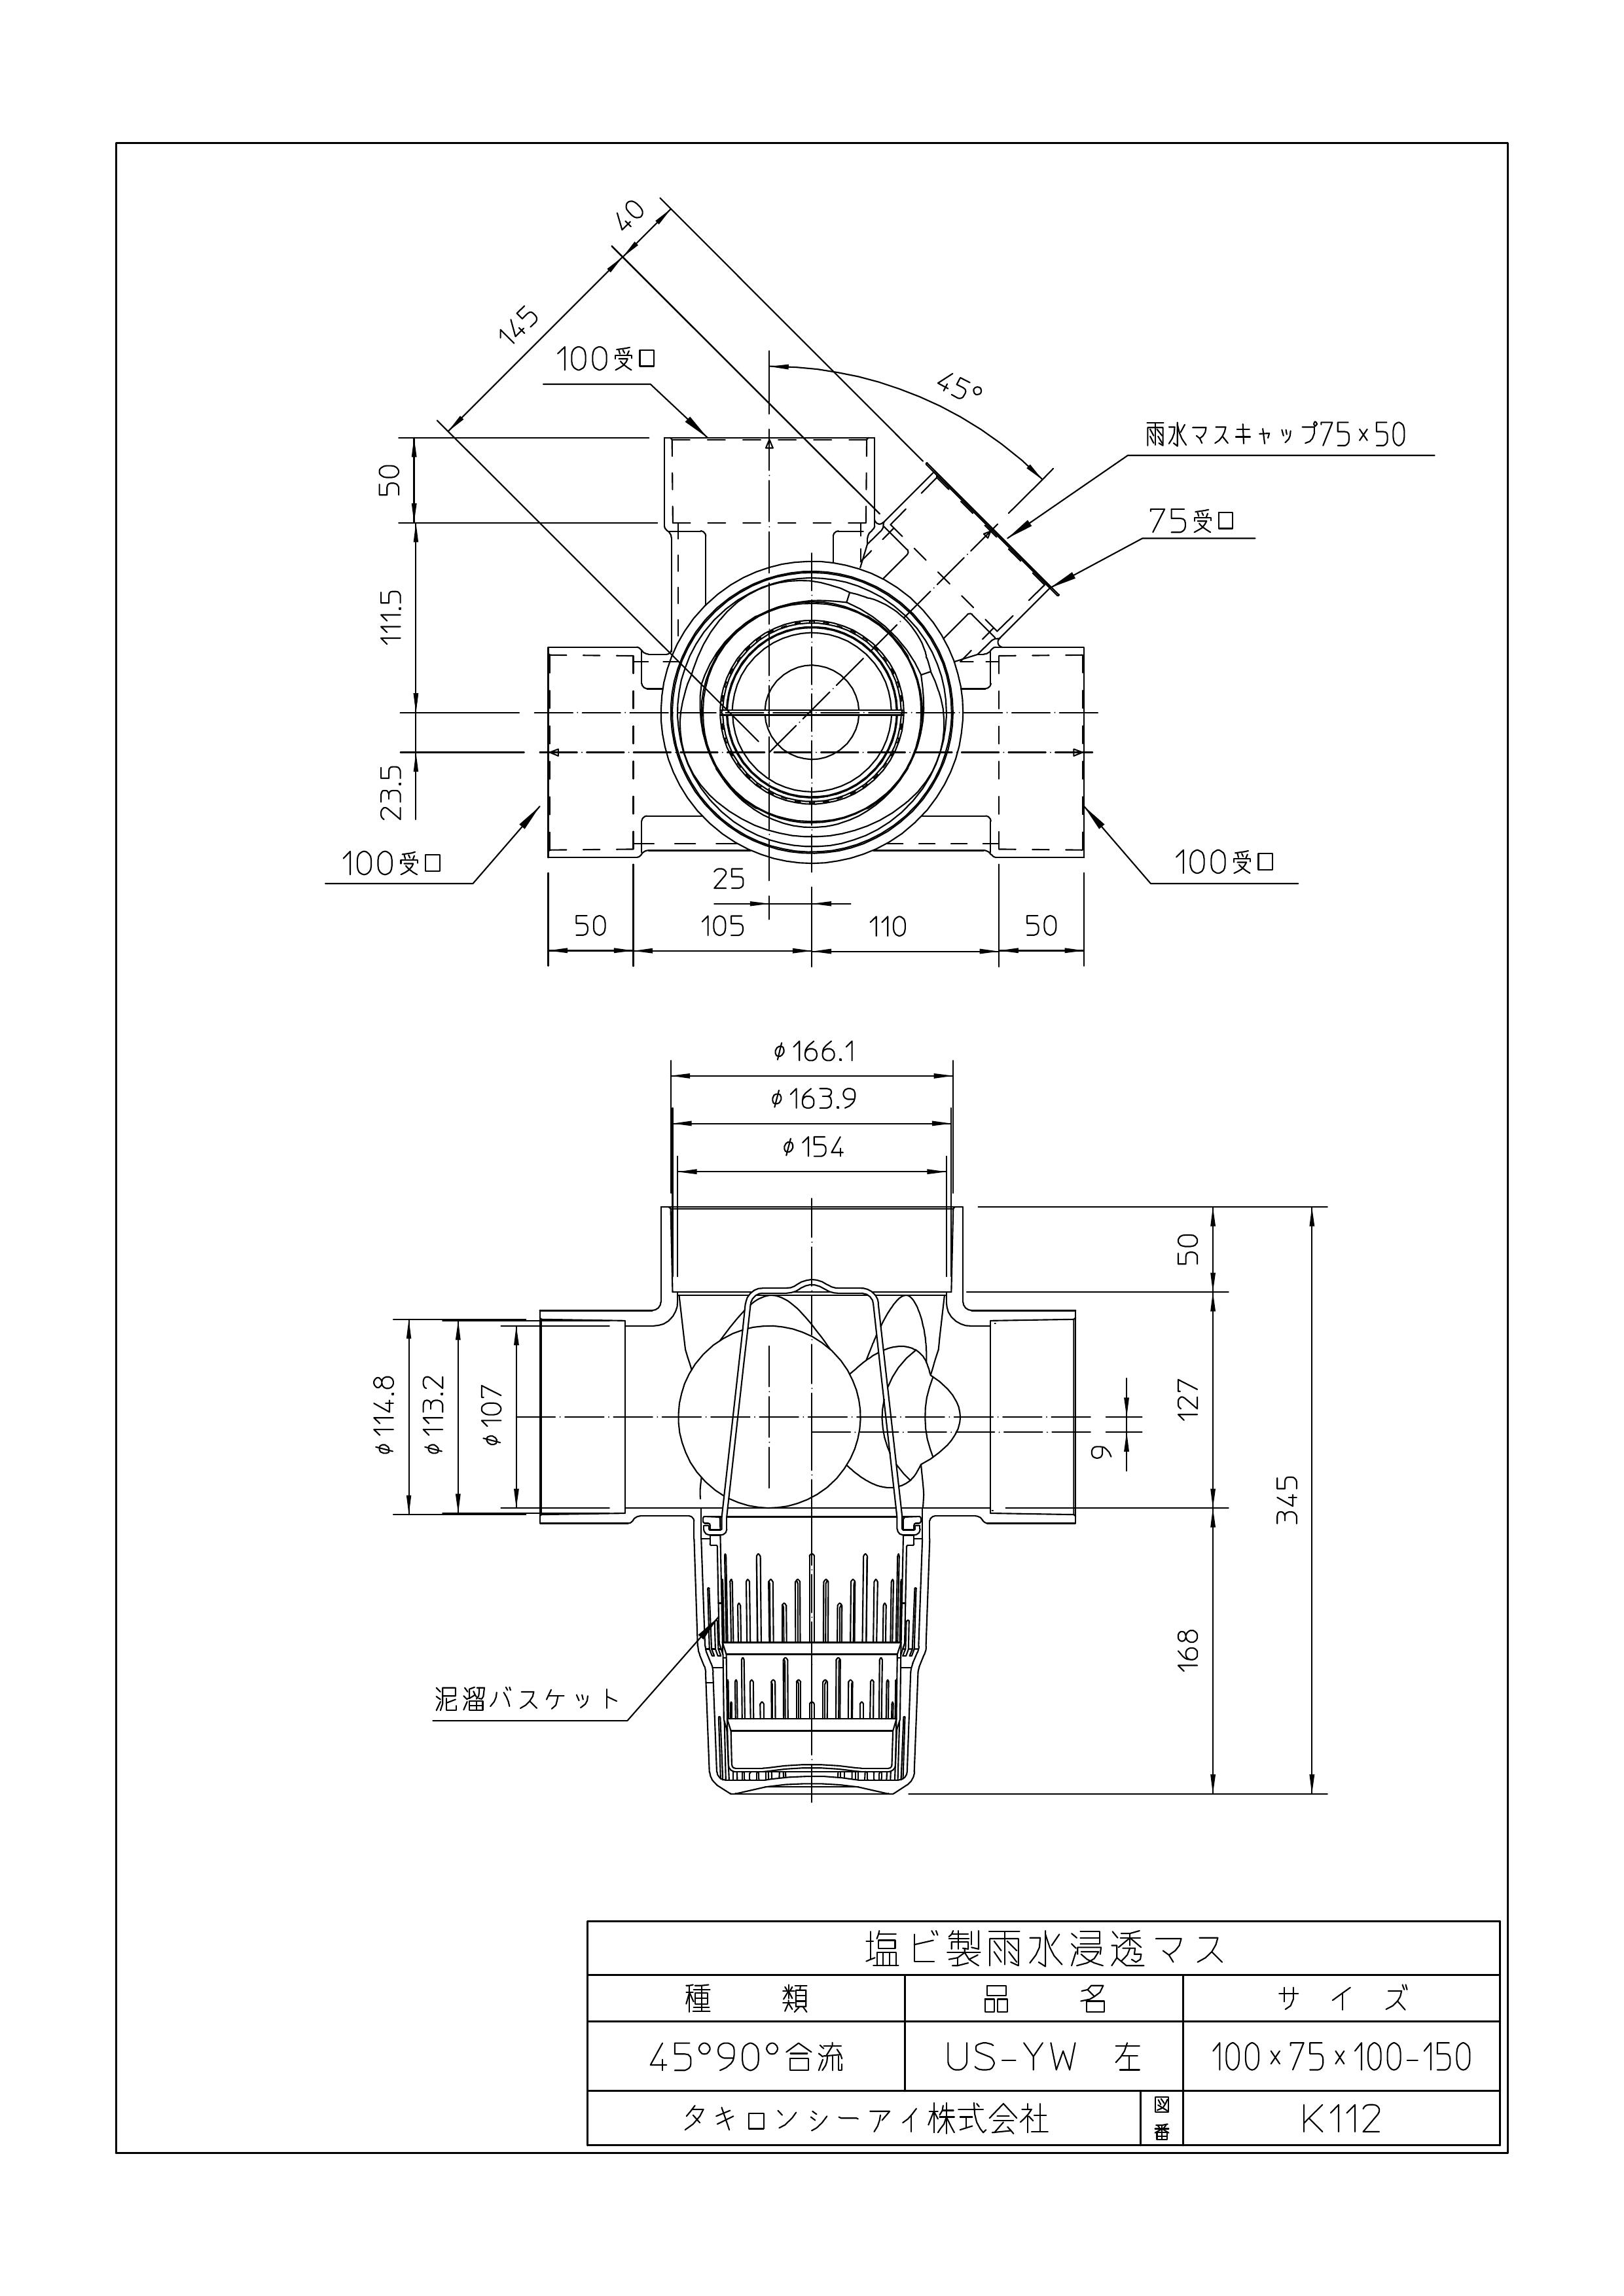 40
145
100受口
45°
雨水マスキャップ75×50
50
75受口
111.5
23.5
100受口
100受口
25
50
105
110
50
φ166.1
φ163.9
φ154
50
φ114.8
φ113.2
φ107
127
9
345
168
泥溜バスケット
塩ビ製雨水浸透マス
種 類 品 名 サ イ ズ
45°90°合流 US-YW 左 100×75×100-150
タキロンシーアイ株式会社 図番 K112